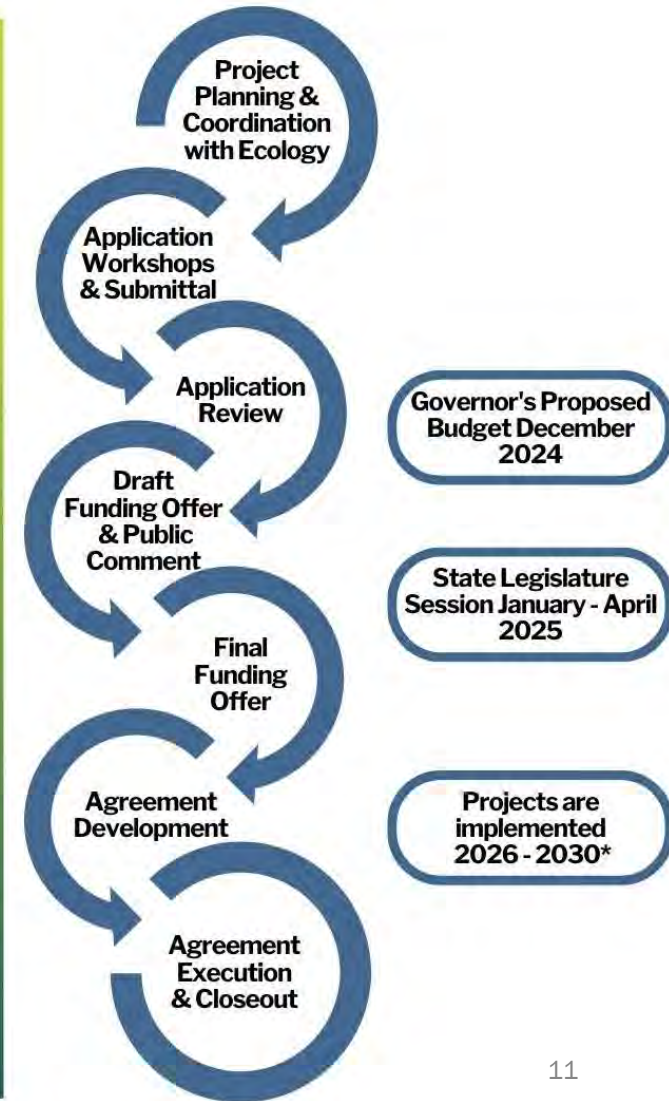 Project
Planning &
Coordination
with Ecology
Application
Workshops
& Submittal
Application
Review
Draft
Funding Offer
& Public
Comment
Final
Funding
Offer
Agreement
Development
Agreement
Execution
& Closeout
Governor's Proposed
Budget December
2024
State Legislature
Session January - April
2025
Projects are
implemented
2026 - 2030*
11